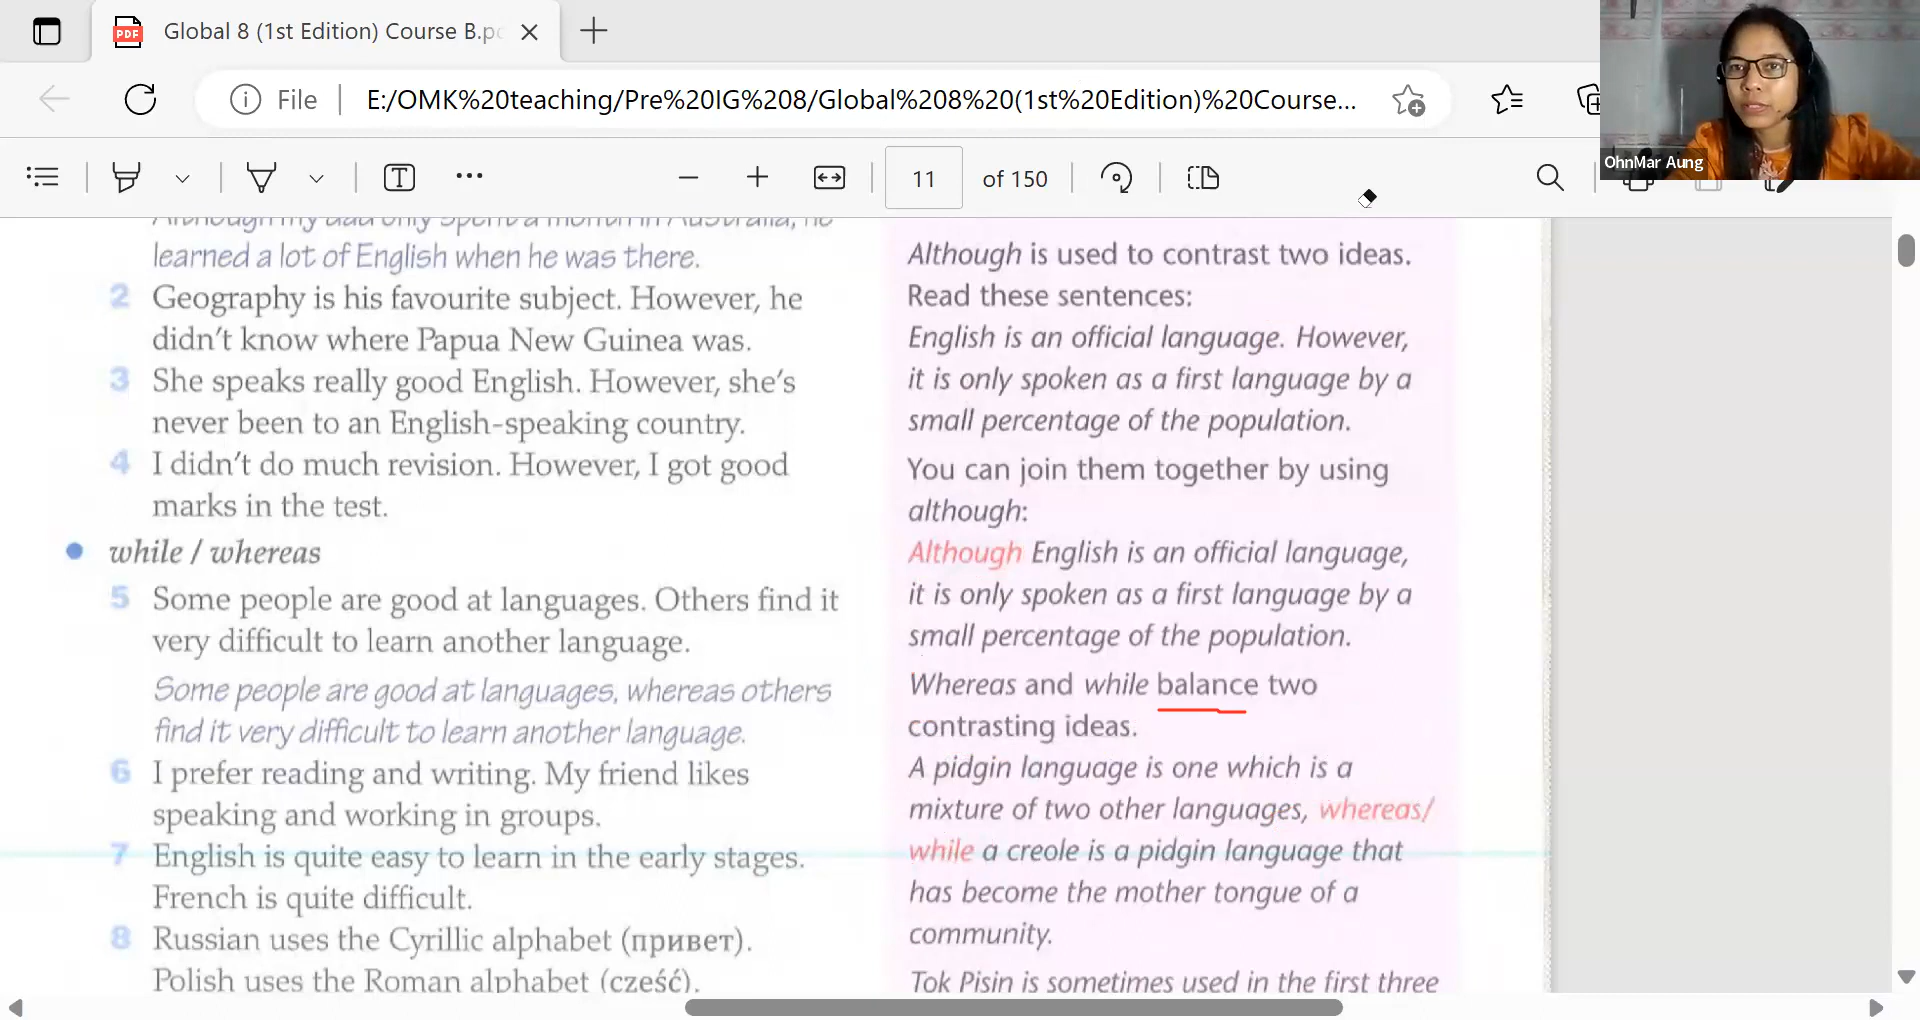 Global 8 (1st Edition) Course B.p
File
E:/OMK%20teaching/Pre%20IG%208/Global%208%20(1st%20Edition)%20Course...
OhnMar Aung
11 of 150
Although my dad only spent a month in Australia, he
learned a lot of English when he was there.
2 Geography is his favourite subject. However, he
didn't know where Papua New Guinea was.
3 She speaks really good English. However, she's
never been to an English-speaking country.
4 I didn't do much revision. However, I got good
marks in the test.
while / whereas
5 Some people are good at languages. Others find it
very difficult to learn another language.
Some people are good at languages, whereas others
find it very difficult to learn another language.
6 I prefer reading and writing. My friend likes
speaking and working in groups.
7 English is quite easy to learn in the early stages.
French is quite difficult.
8 Russian uses the Cyrillic alphabet (привет).
Polish uses the Roman alphabet (cześć).
Although is used to contrast two ideas.
Read these sentences:
English is an official language. However,
it is only spoken as a first language by a
small percentage of the population.
You can join them together by using
although:
Although English is an official language,
it is only spoken as a first language by a
small percentage of the population.
Whereas and while balance two
contrasting ideas.
A pidgin language is one which is a
mixture of two other languages, whereas/
while a creole is a pidgin language that
has become the mother tongue of a
community.
Tok Pisin is sometimes used in the first three